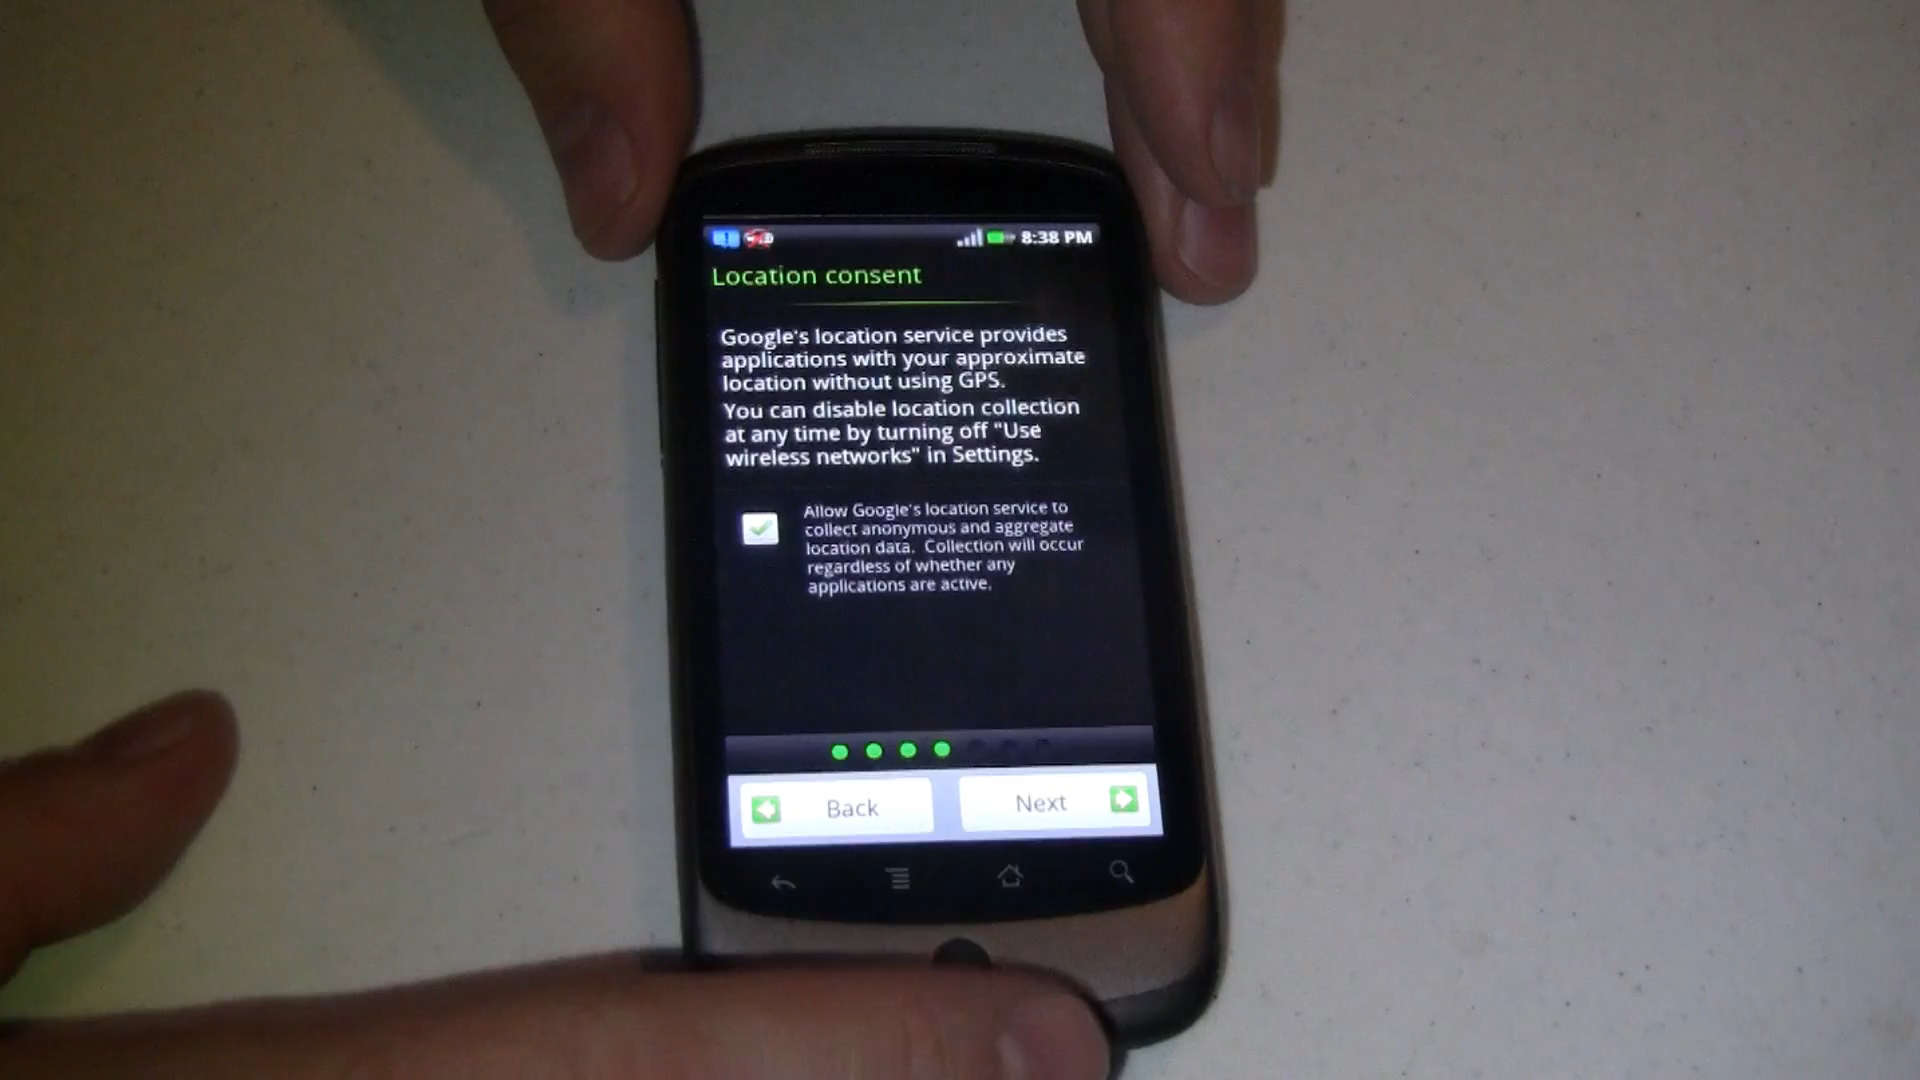 8:38 PM
Location consent
Google's location service provides
applications with your approximate
location without using GPS.
You can disable location collection
at any time by turning off "Use
wireless networks" in Settings.
Allow Google's location service to
collect anonymous and aggregate
location data. Collection will occur
regardless of whether any
applications are active.
Back
Next